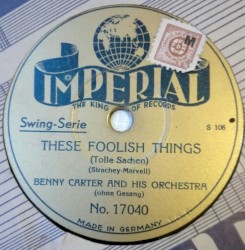 M
IMPERIAL
THE KING OF RECORDS
Swing-Serie
S 106
THESE FOOLISH THINGS
(Tolle Sachen)
(Strachey-Marvell)
BENNY CARTER AND HIS ORCHESTRA
(ohne Gesang)
No. 17040
MADE IN GERMANY